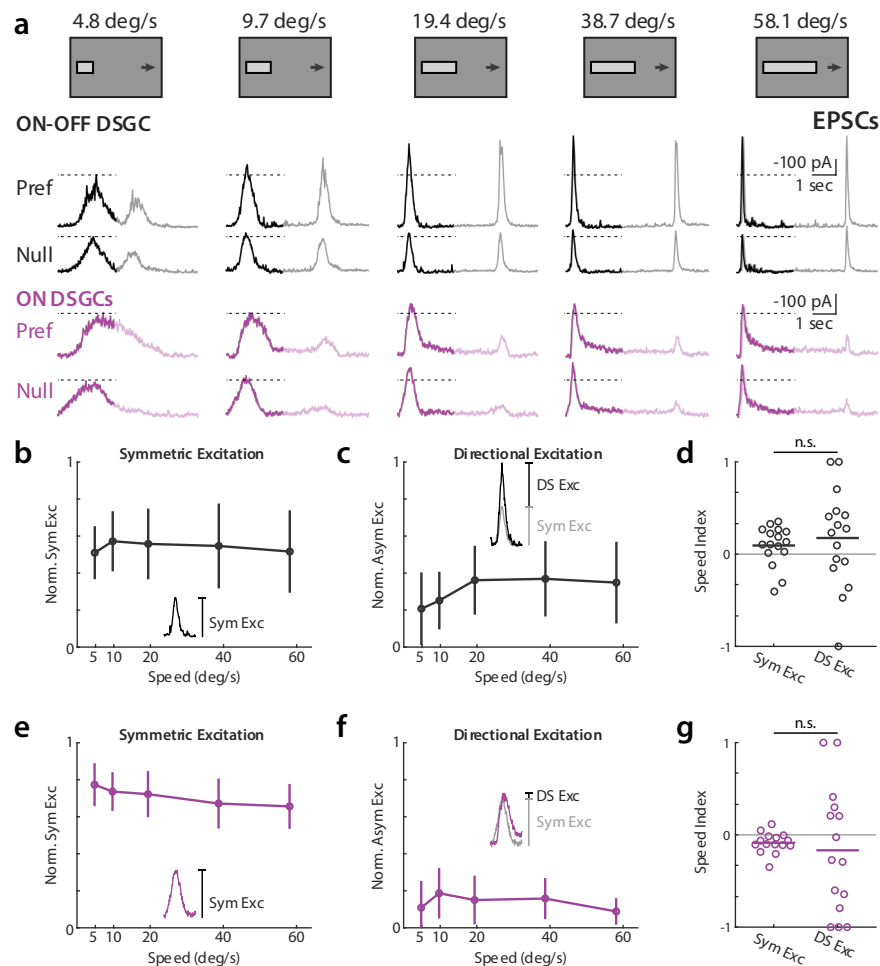 a
4.8 deg/s 9.7 deg/s 19.4 deg/s 38.7 deg/s 58.1 deg/s
ON-OFF DSGC
EPSCs
Pref
-100 pA
1 sec
Null
ON DSGCs
Pref
-100 pA
1 sec
Null
b
Symmetric Excitation
1
Norm. Sym Exc
0
Sym Exc
5 10 20 40 60
Speed (deg/s)
c
Directional Excitation
1
Norm. Asym Exc
0
DS Exc
Sym Exc
5 10 20 40 60
Speed (deg/s)
d
n.s.
1
Speed Index
0
-1
Sym Exc
DS Exc
e
Symmetric Excitation
1
Norm. Sym Exc
0
Sym Exc
5 10 20 40 60
Speed (deg/s)
f
Directional Excitation
1
Norm. Asym Exc
0
DS Exc
Sym Exc
5 10 20 40 60
Speed (deg/s)
g
n.s.
1
Speed Index
0
-1
Sym Exc
DS Exc